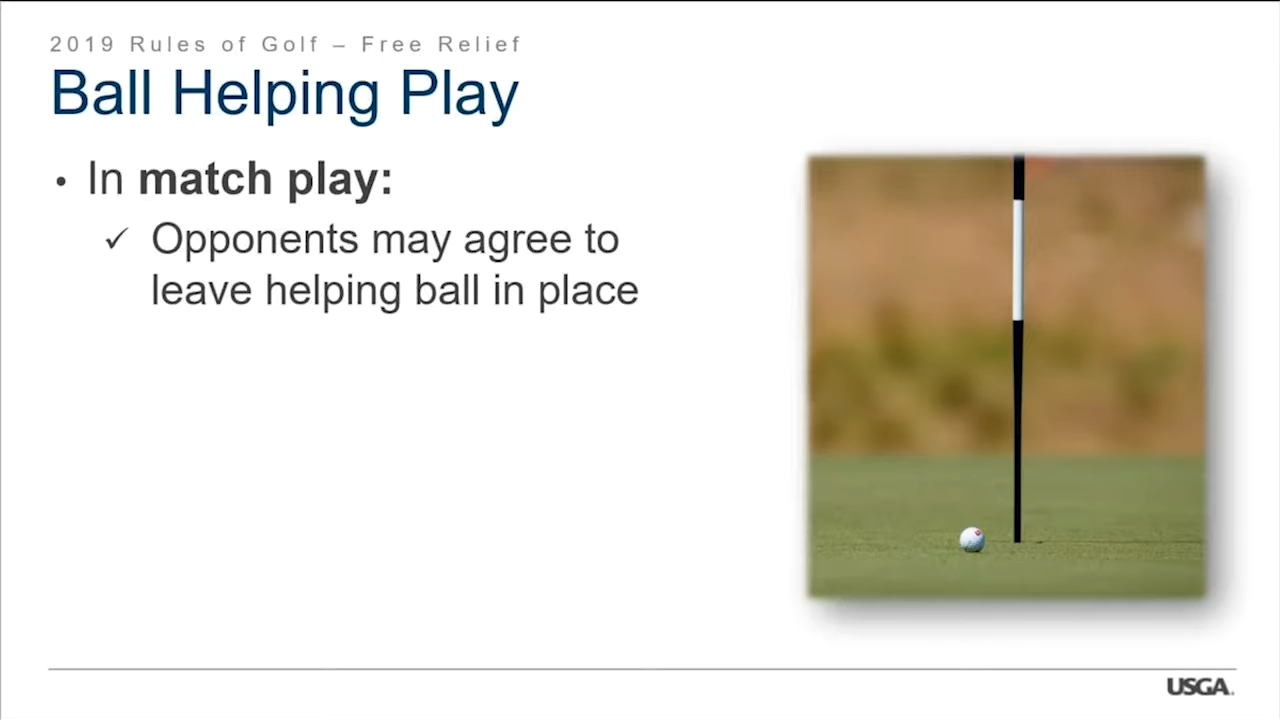 2019 Rules of Golf – Free Relief
Ball Helping Play
• In match play:
✓ Opponents may agree to
leave helping ball in place
USGA.